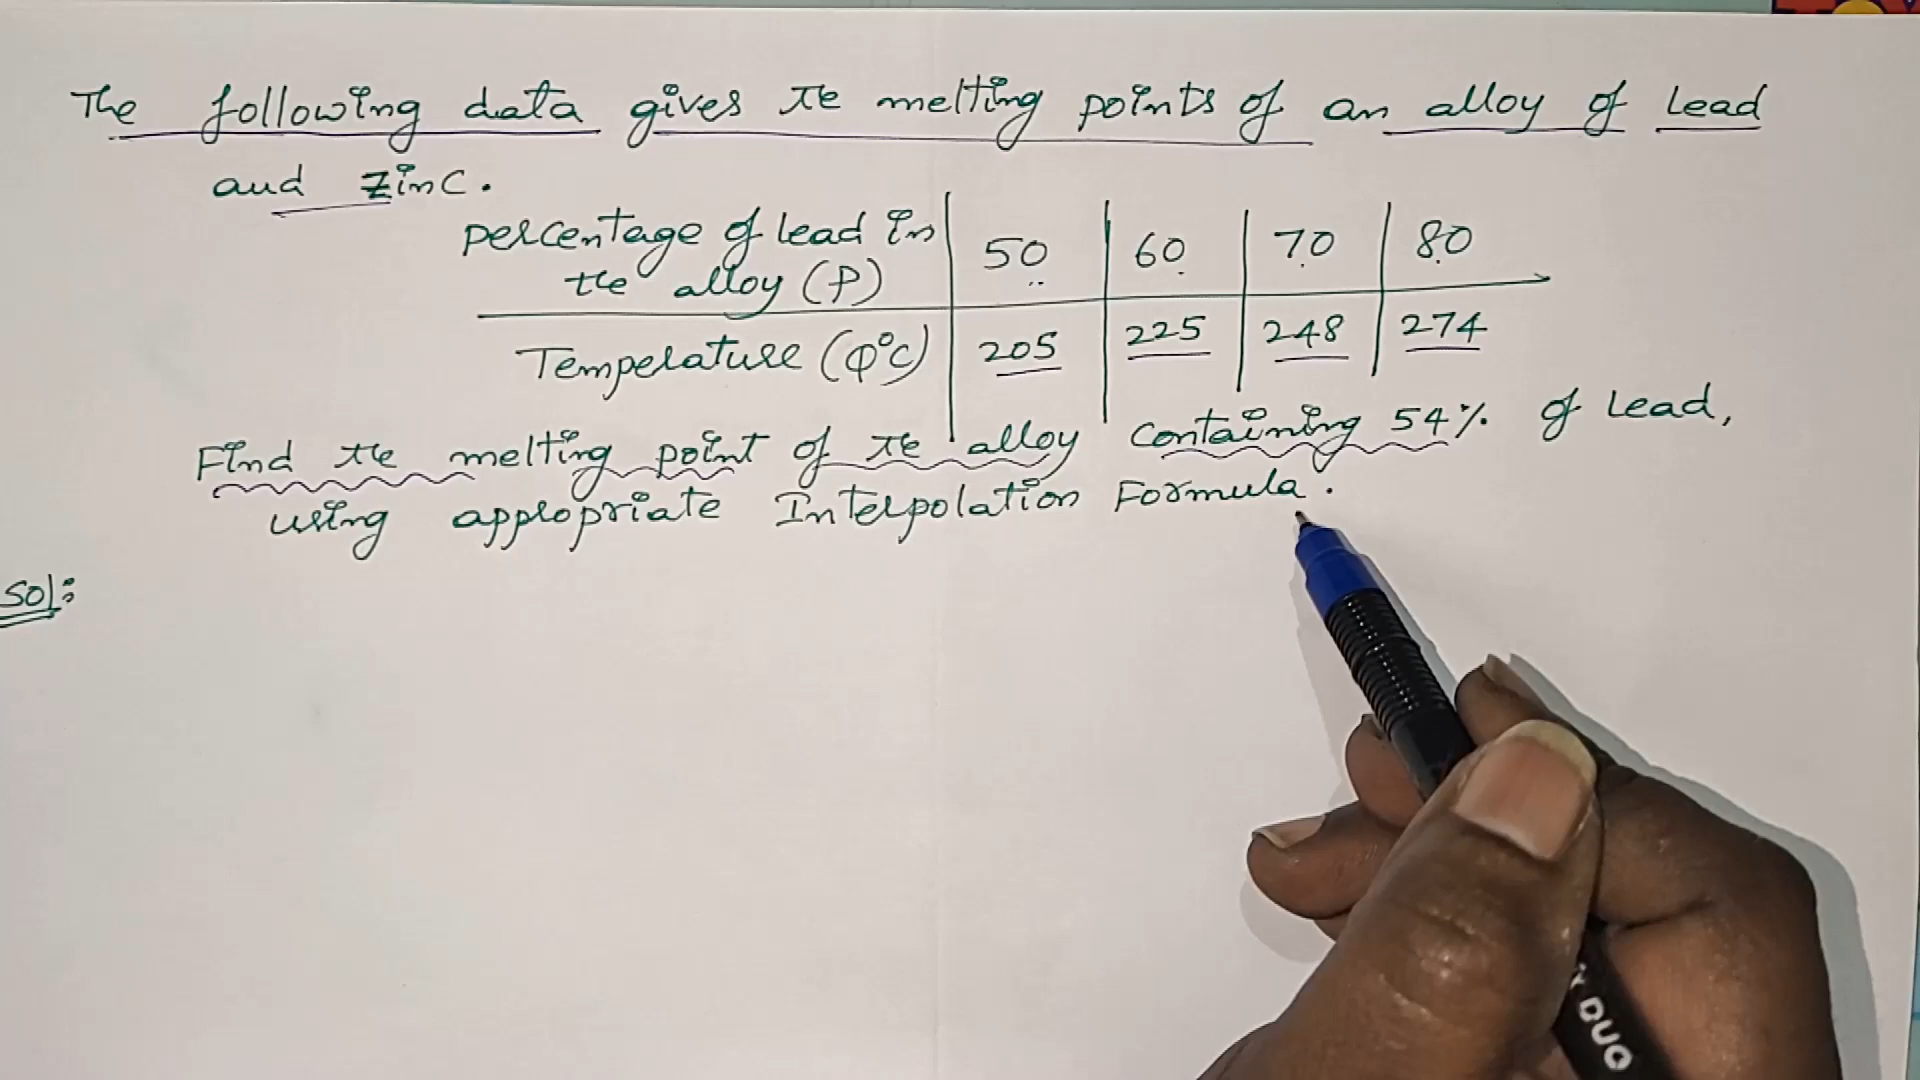 The following data gives the melting points of an alloy of Lead
and zinc.
percentage of lead in the alloy (P) 50 60 70 80
Temperature (Φ°C) 205 225 248 274
Find the melting point of the alloy containing 54% of Lead,
using appropriate Interpolation Formula.
Sol:
DUO